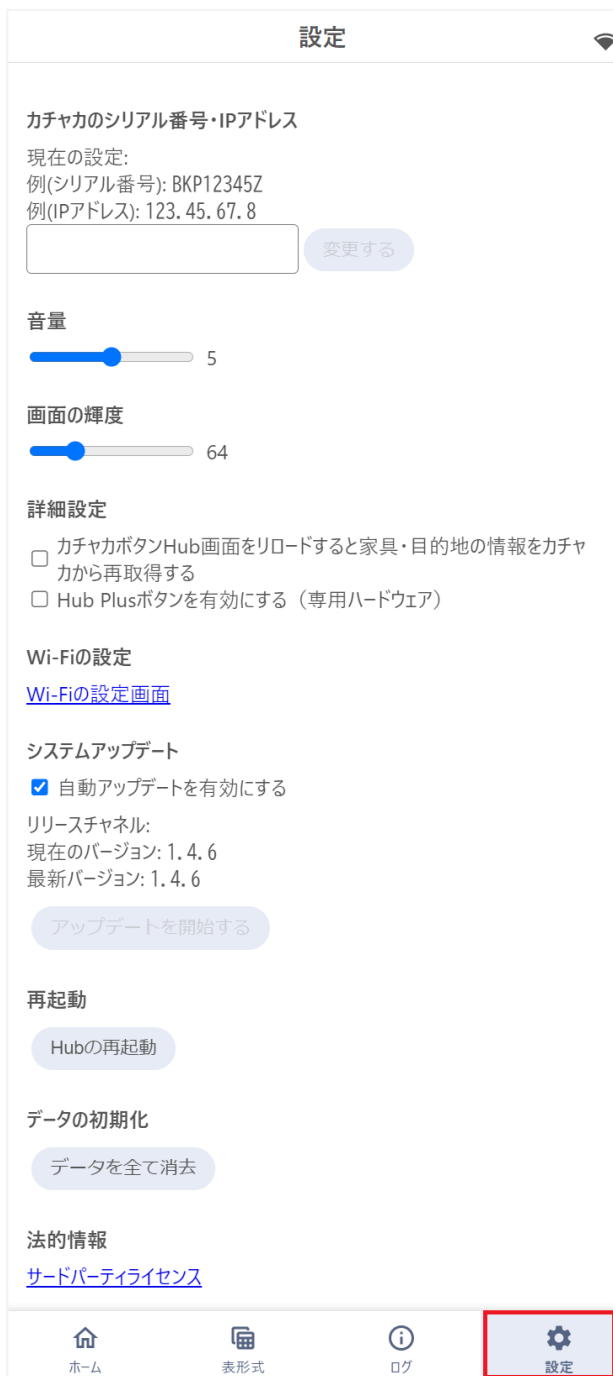 設定
カチャカのシリアル番号・IPアドレス
現在の設定:
例(シリアル番号): BKP12345Z
例(IPアドレス): 123.45.67.8
変更する
音量
5
画面の輝度
64
詳細設定
カチャカボタンHub画面をリロードすると家具・目的地の情報をカチャ
カから再取得する
Hub Plusボタンを有効にする（専用ハードウェア）
Wi-Fiの設定
Wi-Fiの設定画面
システムアップデート
自動アップデートを有効にする
リリースチャネル:
現在のバージョン: 1.4.6
最新バージョン: 1.4.6
アップデートを開始する
再起動
Hubの再起動
データの初期化
データを全て消去
法的情報
サードパーティライセンス
ホーム 表形式 ログ 設定